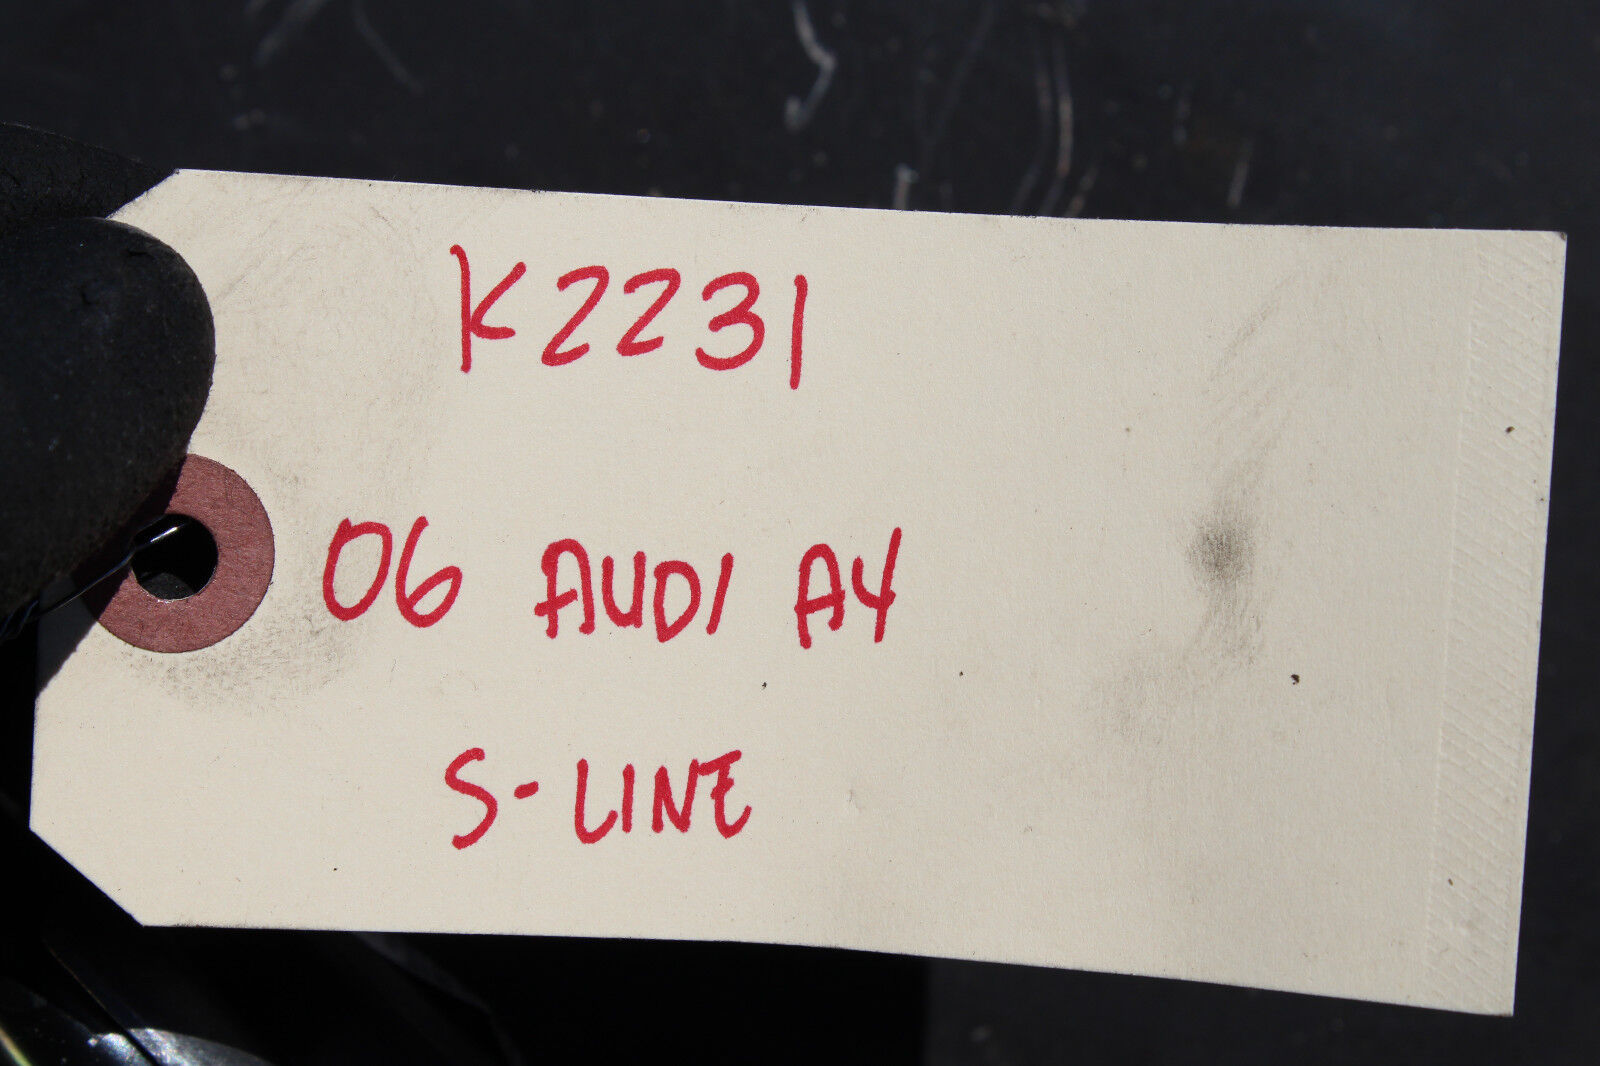 K2231
06 AUDI A4
S-LINE